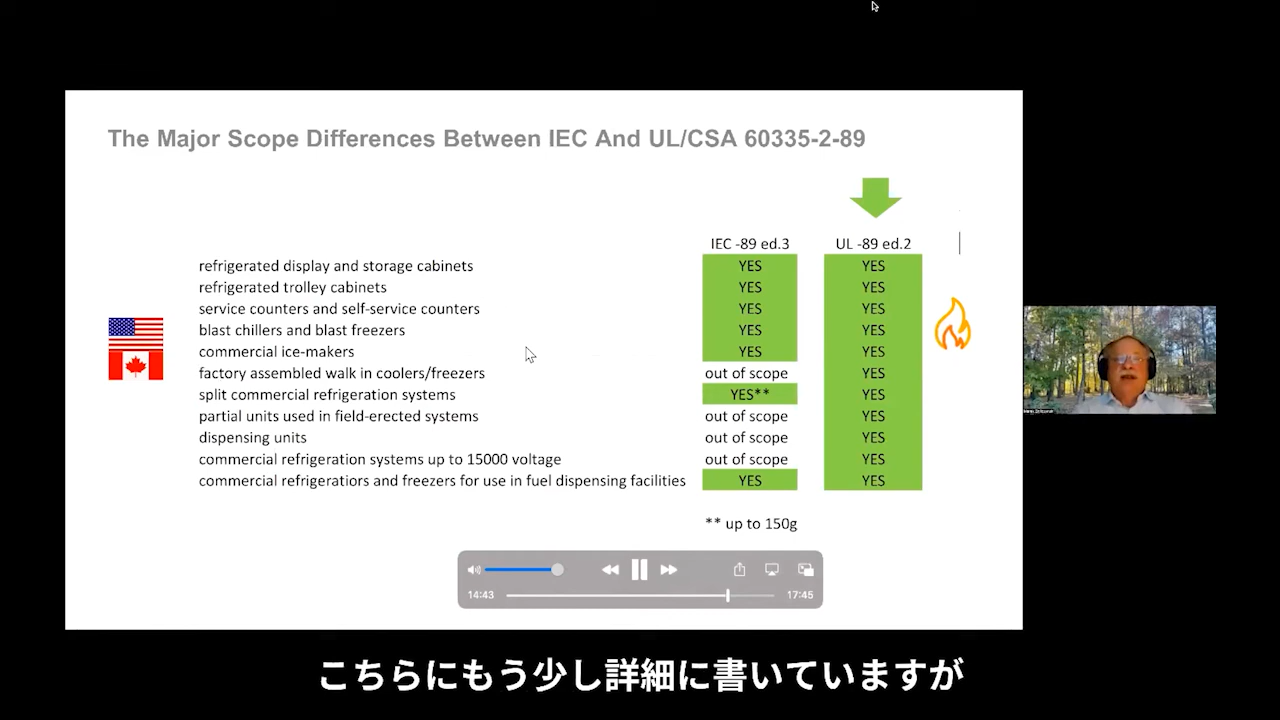 The Major Scope Differences Between IEC And UL/CSA 60335-2-89
IEC -89 ed.3 UL -89 ed.2
refrigerated display and storage cabinets YES YES
refrigerated trolley cabinets YES YES
service counters and self-service counters YES YES
blast chillers and blast freezers YES YES
commercial ice-makers YES YES
factory assembled walk in coolers/freezers out of scope YES
split commercial refrigeration systems YES** YES
partial units used in field-erected systems out of scope YES
dispensing units out of scope YES
commercial refrigeration systems up to 15000 voltage out of scope YES
commercial refrigeratiors and freezers for use in fuel dispensing facilities YES YES
** up to 150g
14:43 17:45
こちらにもう少し詳細に書いていますが